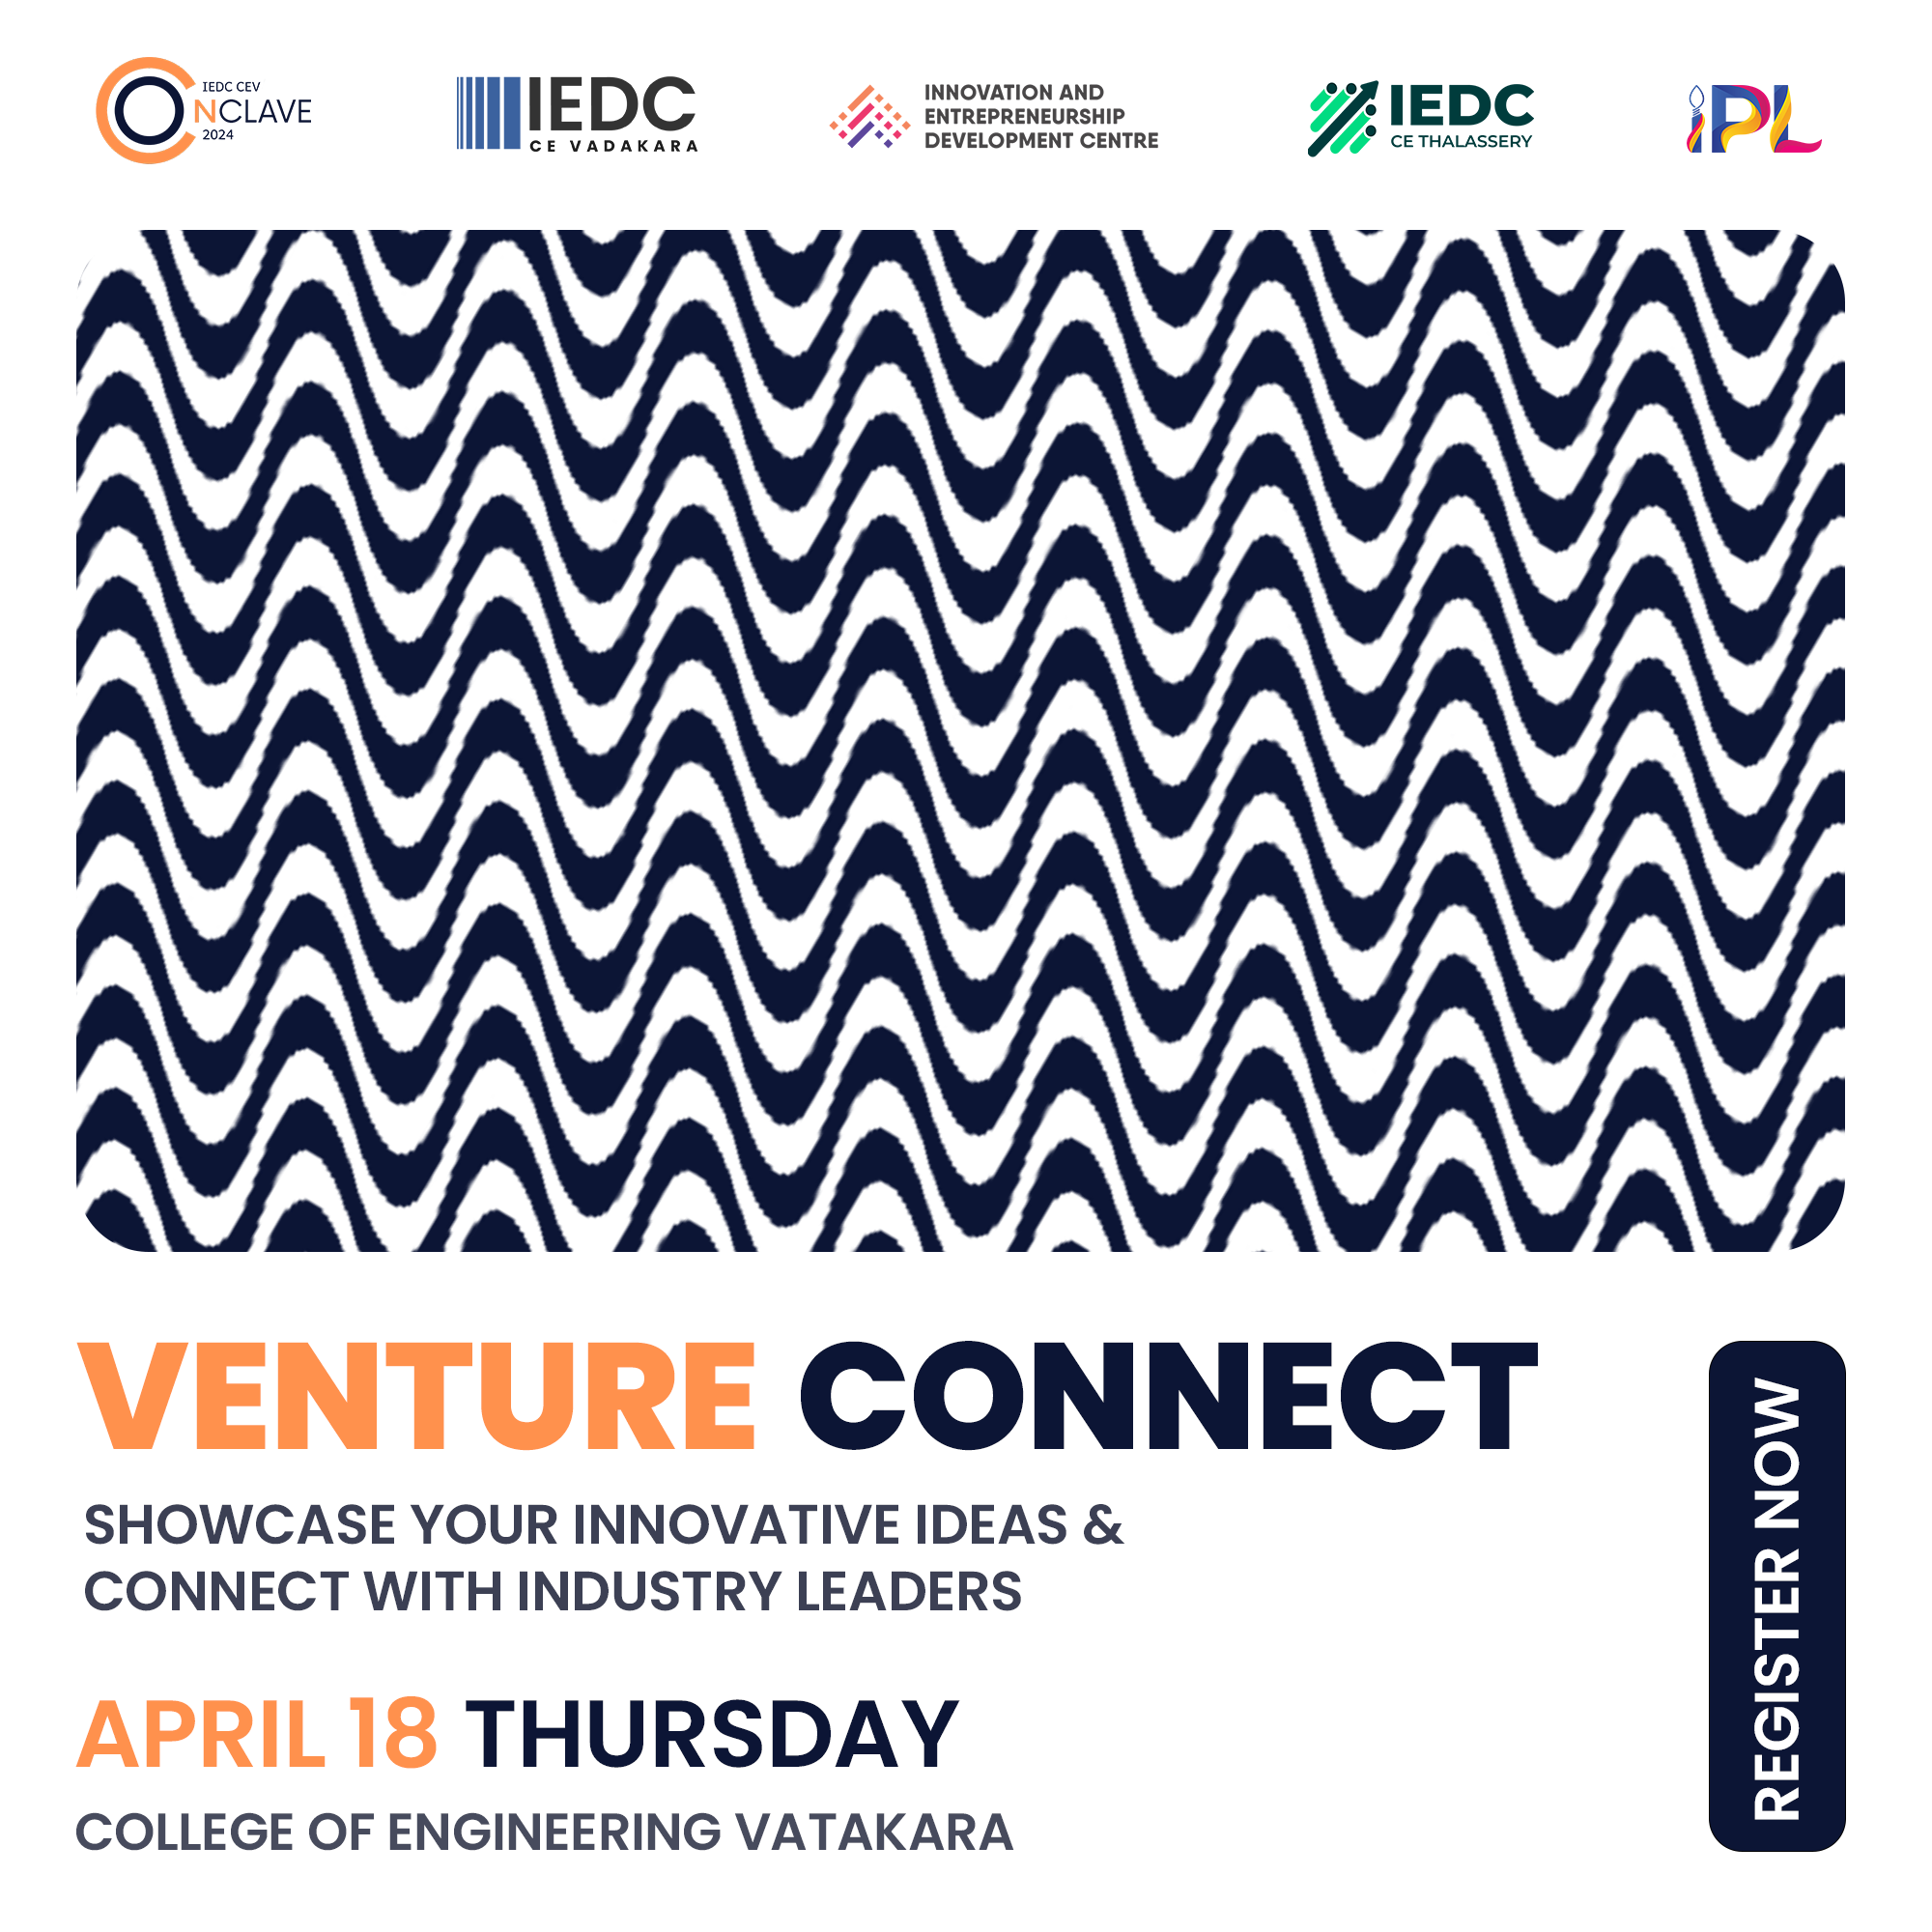 IEDC CEV
CONCLAVE
2024
IEDC
CE VADAKARA
INNOVATION AND
ENTREPRENEURSHIP
DEVELOPMENT CENTRE
IEDC
CE THALASSERY
iPL
VENTURE CONNECT
SHOWCASE YOUR INNOVATIVE IDEAS &
CONNECT WITH INDUSTRY LEADERS
APRIL 18 THURSDAY
COLLEGE OF ENGINEERING VATAKARA
REGISTER NOW